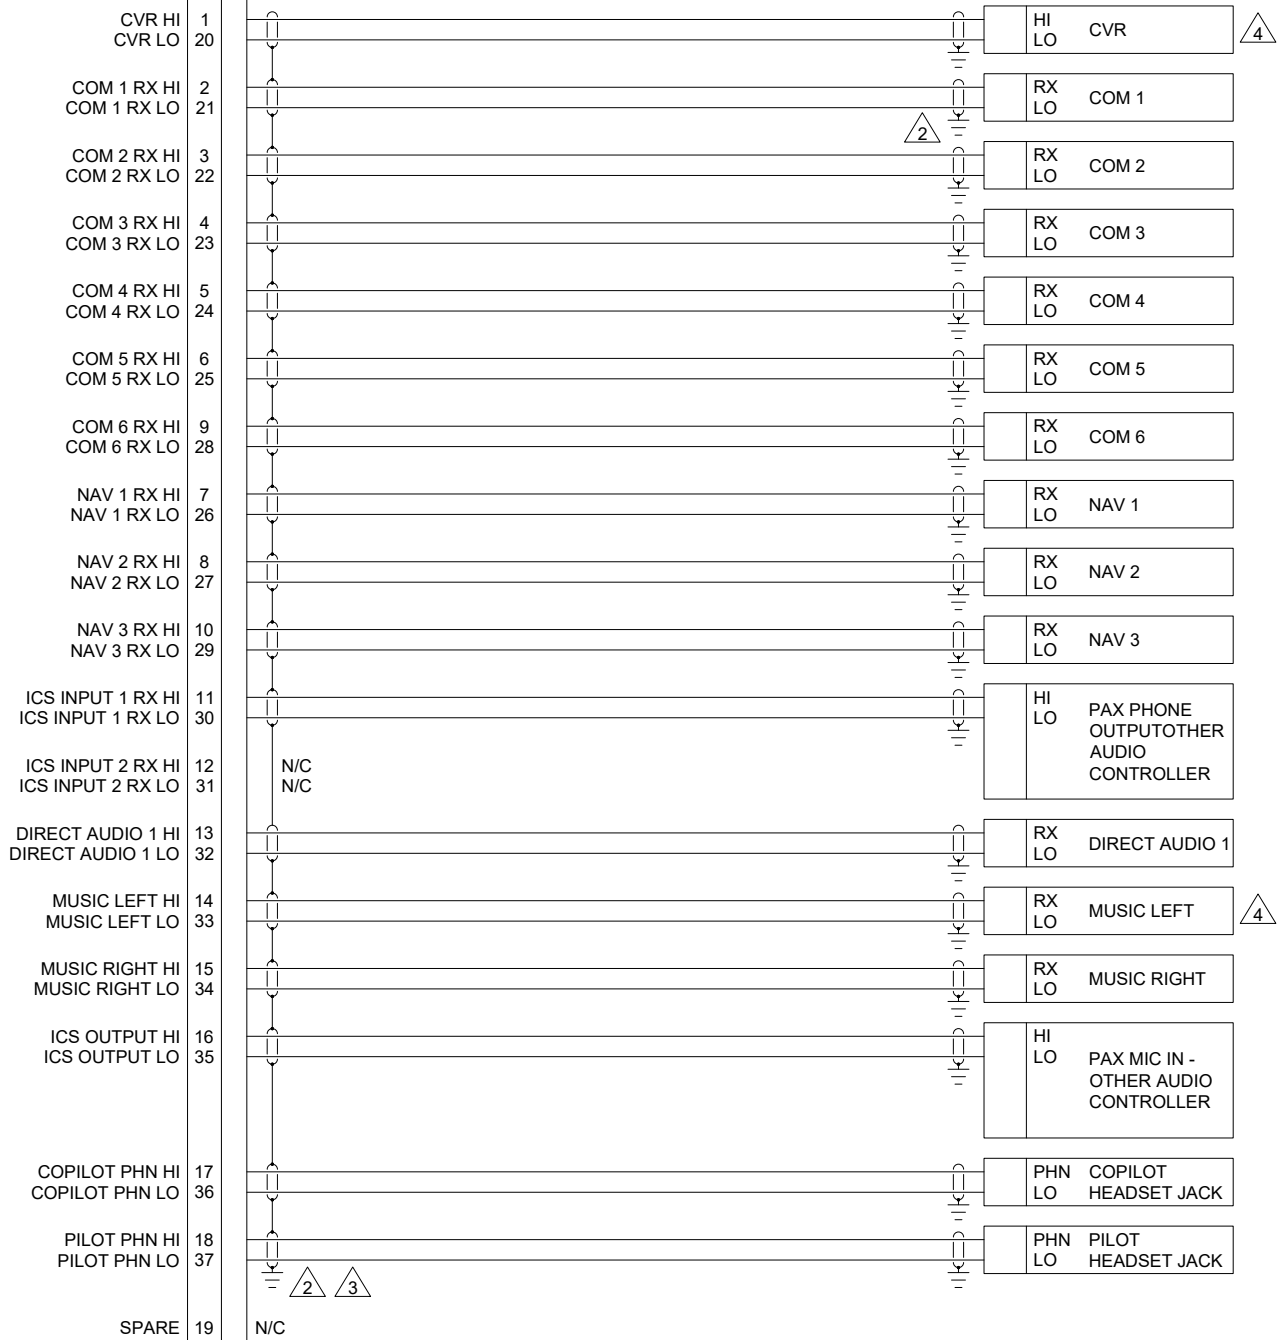 CVR HI 1 HI
CVR LO 20 LO CVR 4
COM 1 RX HI 2 RX
COM 1 RX LO 21 LO COM 1
2
COM 2 RX HI 3 RX
COM 2 RX LO 22 LO COM 2
COM 3 RX HI 4 RX
COM 3 RX LO 23 LO COM 3
COM 4 RX HI 5 RX
COM 4 RX LO 24 LO COM 4
COM 5 RX HI 6 RX
COM 5 RX LO 25 LO COM 5
COM 6 RX HI 9 RX
COM 6 RX LO 28 LO COM 6
NAV 1 RX HI 7 RX
NAV 1 RX LO 26 LO NAV 1
NAV 2 RX HI 8 RX
NAV 2 RX LO 27 LO NAV 2
NAV 3 RX HI 10 RX
NAV 3 RX LO 29 LO NAV 3
ICS INPUT 1 RX HI 11 HI
ICS INPUT 1 RX LO 30 LO
PAX PHONE
OUTPUTOTHER
AUDIO
CONTROLLER
ICS INPUT 2 RX HI 12 N/C
ICS INPUT 2 RX LO 31 N/C
DIRECT AUDIO 1 HI 13 RX
DIRECT AUDIO 1 LO 32 LO DIRECT AUDIO 1
MUSIC LEFT HI 14 RX
MUSIC LEFT LO 33 LO MUSIC LEFT 4
MUSIC RIGHT HI 15 RX
MUSIC RIGHT LO 34 LO MUSIC RIGHT
ICS OUTPUT HI 16 HI
ICS OUTPUT LO 35 LO
PAX MIC IN -
OTHER AUDIO
CONTROLLER
COPILOT PHN HI 17 PHN COPILOT
COPILOT PHN LO 36 LO HEADSET JACK
PILOT PHN HI 18 PHN PILOT
PILOT PHN LO 37 LO HEADSET JACK
2 3
SPARE 19 N/C